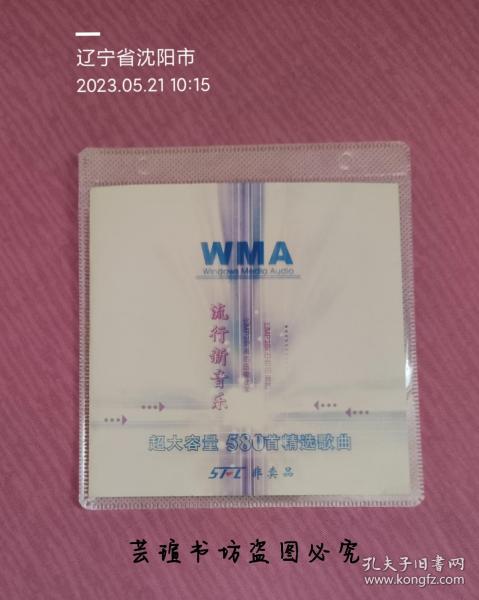 辽宁省沈阳市
2023.05.21 10:15
WMA
Windows Media Audio
流行新音乐
超大容量 580首精选歌曲
非卖品
芸瑄书坊盗图必究
孔夫子旧书网
www.kongfz.com